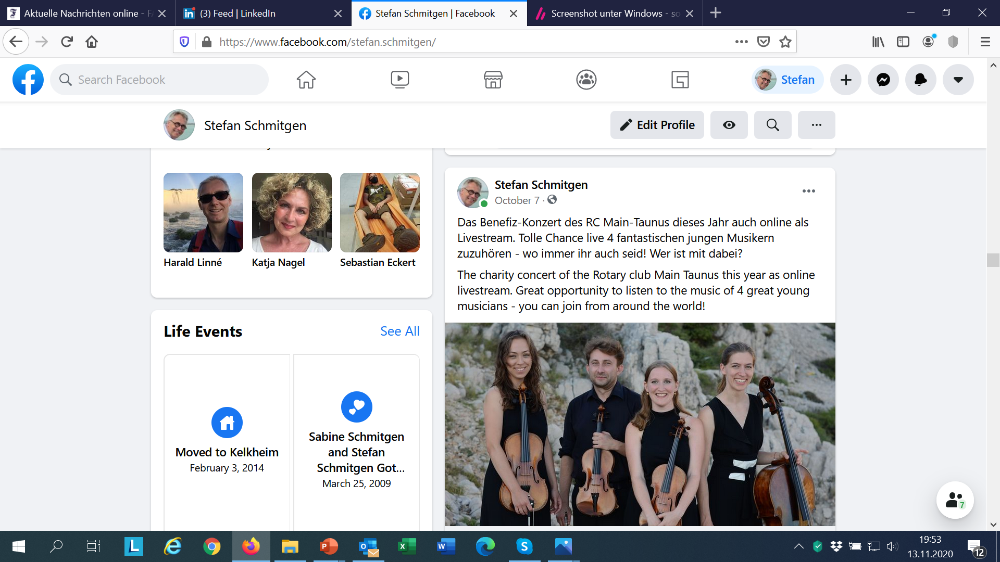 Aktuelle Nachrichten online - FA
(3) Feed | LinkedIn
Stefan Schmitgen | Facebook
Screenshot unter Windows - so
https://www.facebook.com/stefan.schmitgen/
Search Facebook
Stefan
Stefan Schmitgen
Edit Profile
Harald Linné
Katja Nagel
Sebastian Eckert
Life Events
See All
Moved to Kelkheim
February 3, 2014
Sabine Schmitgen
and Stefan
Schmitgen Got...
March 25, 2009
Stefan Schmitgen
October 7 ·
Das Benefiz-Konzert des RC Main-Taunus dieses Jahr auch online als
Livestream. Tolle Chance live 4 fantastischen jungen Musikern
zuzuhören - wo immer ihr auch seid! Wer ist mit dabei?
The charity concert of the Rotary club Main Taunus this year as online
livestream. Great opportunity to listen to the music of 4 great young
musicians - you can join from around the world!
7
19:53
13.11.2020
12